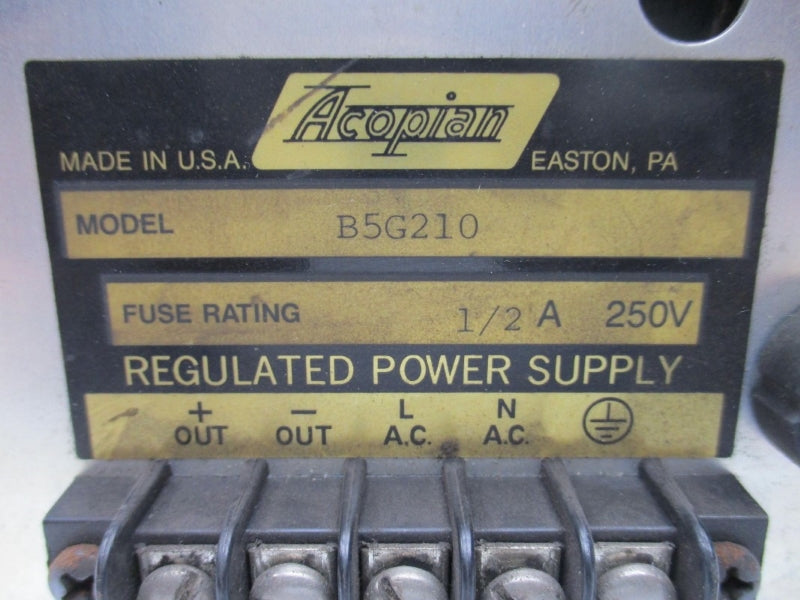 Acopian
MADE IN U.S.A. EASTON, PA
MODEL B5G210
FUSE RATING 1/2 A 250V
REGULATED POWER SUPPLY
+ − L N
OUT OUT A.C. A.C.